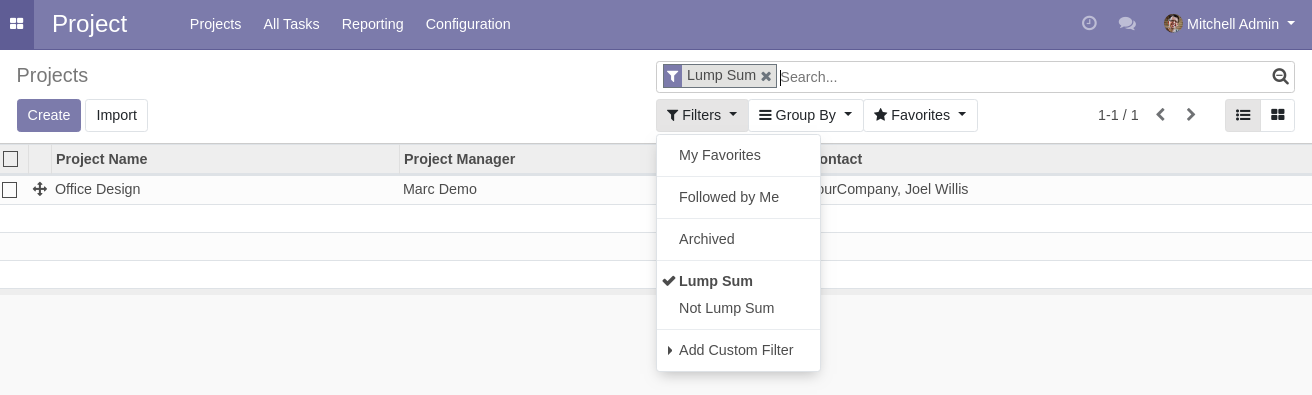 Project Projects All Tasks Reporting Configuration Mitchell Admin
Projects
Lump Sum Search...
Create Import Filters Group By Favorites 1-1 / 1
Project Name Project Manager ontact
Office Design Marc Demo ourCompany, Joel Willis
My Favorites
Followed by Me
Archived
Lump Sum
Not Lump Sum
Add Custom Filter